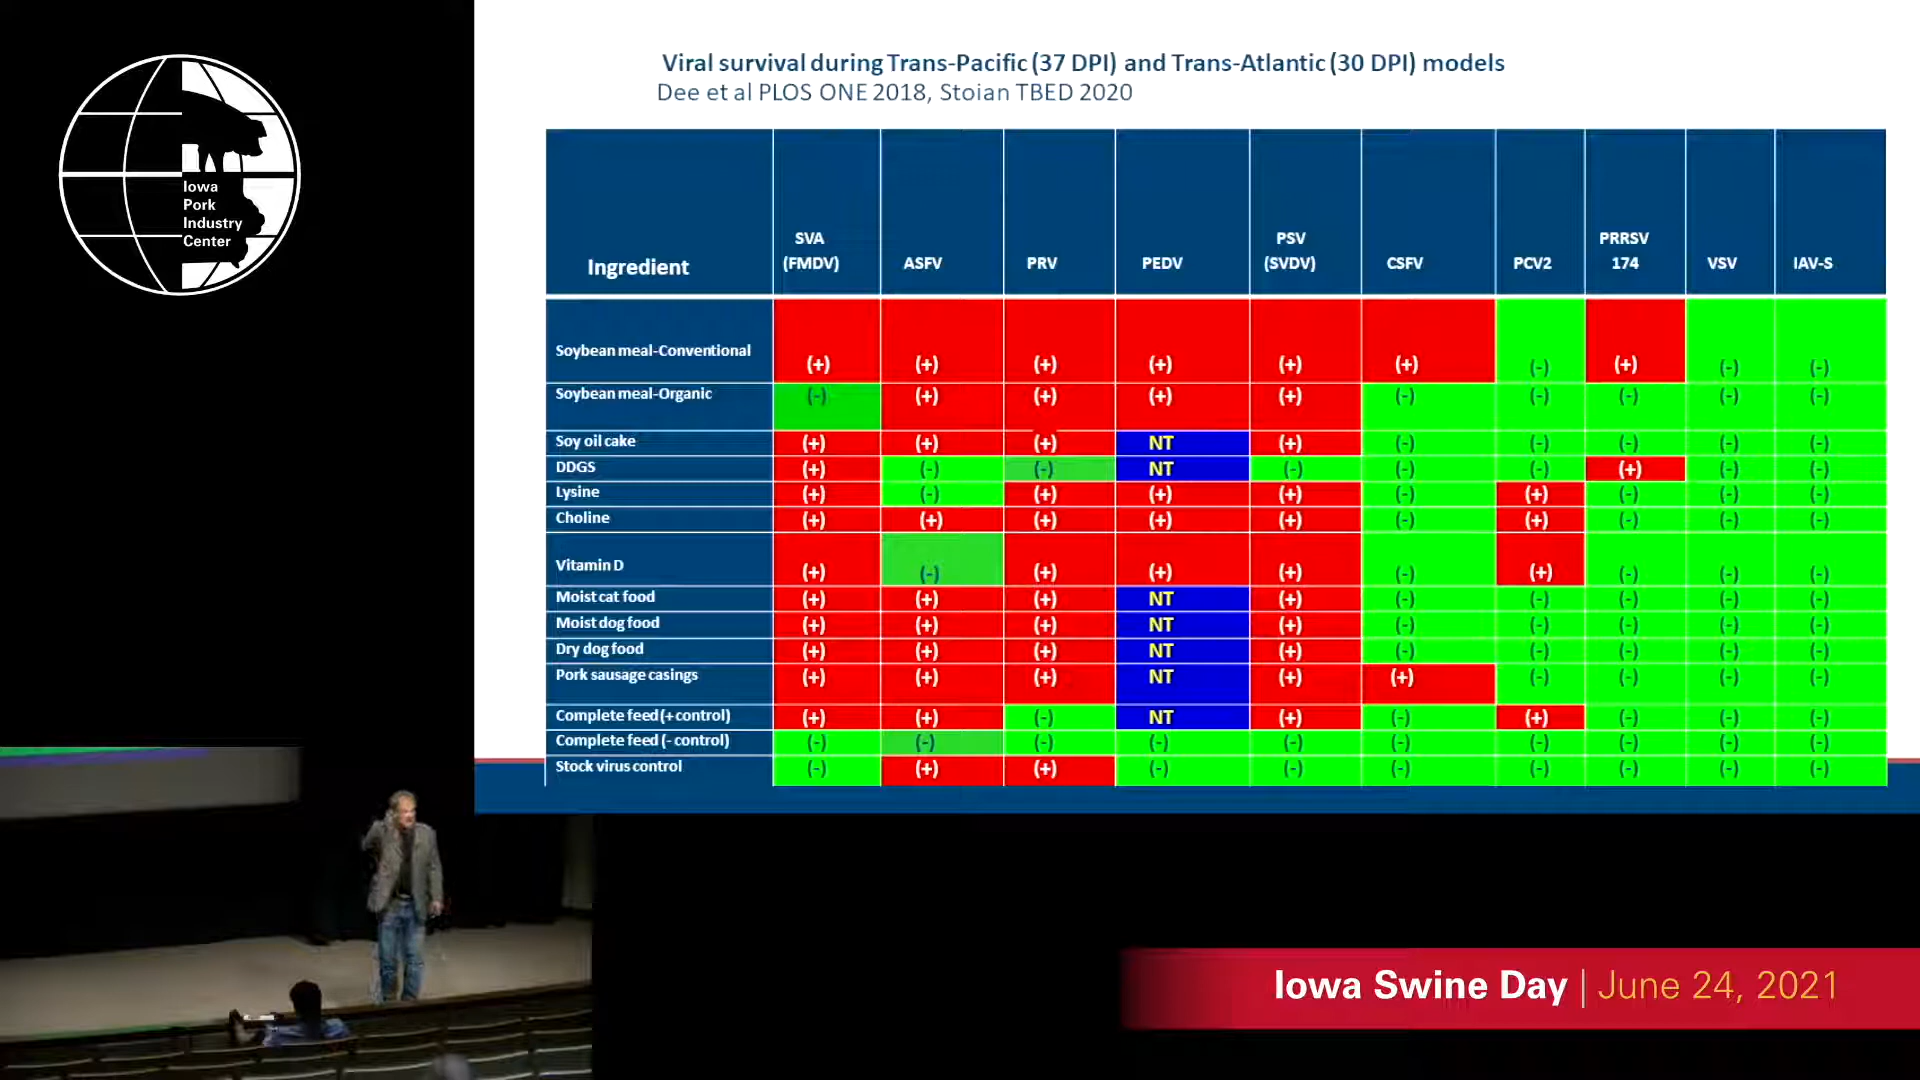 Iowa
Pork
Industry
Center
Viral survival during Trans-Pacific (37 DPI) and Trans-Atlantic (30 DPI) models
Dee et al PLOS ONE 2018, Stoian TBED 2020
Ingredient SVA (FMDV) ASFV PRV PEDV PSV (SVDV) CSFV PCV2 PRRSV 174 VSV IAV-S
Soybean meal-Conventional (+) (+) (+) (+) (+) (+) (-) (+) (-) (-)
Soybean meal-Organic (-) (+) (+) (+) (+) (-) (-) (-) (-) (-)
Soy oil cake (+) (+) (+) NT (+) (-) (-) (-) (-) (-)
DDGS (+) (-) (-) NT (-) (-) (-) (+) (-) (-)
Lysine (+) (-) (+) (+) (+) (-) (+) (-) (-) (-)
Choline (+) (+) (+) (+) (+) (-) (+) (-) (-) (-)
Vitamin D (+) (-) (+) (+) (+) (-) (+) (-) (-) (-)
Moist cat food (+) (+) (+) NT (+) (-) (-) (-) (-) (-)
Moist dog food (+) (+) (+) NT (+) (-) (-) (-) (-) (-)
Dry dog food (+) (+) (+) NT (+) (-) (-) (-) (-) (-)
Pork sausage casings (+) (+) (+) NT (+) (+) (-) (-) (-) (-)
Complete feed (+ control) (+) (+) (-) NT (+) (-) (+) (-) (-) (-)
Complete feed (- control) (-) (-) (-) (-) (-) (-) (-) (-) (-) (-)
Stock virus control (-) (+) (+) (-) (-) (-) (-) (-) (-) (-)
Iowa Swine Day | June 24, 2021